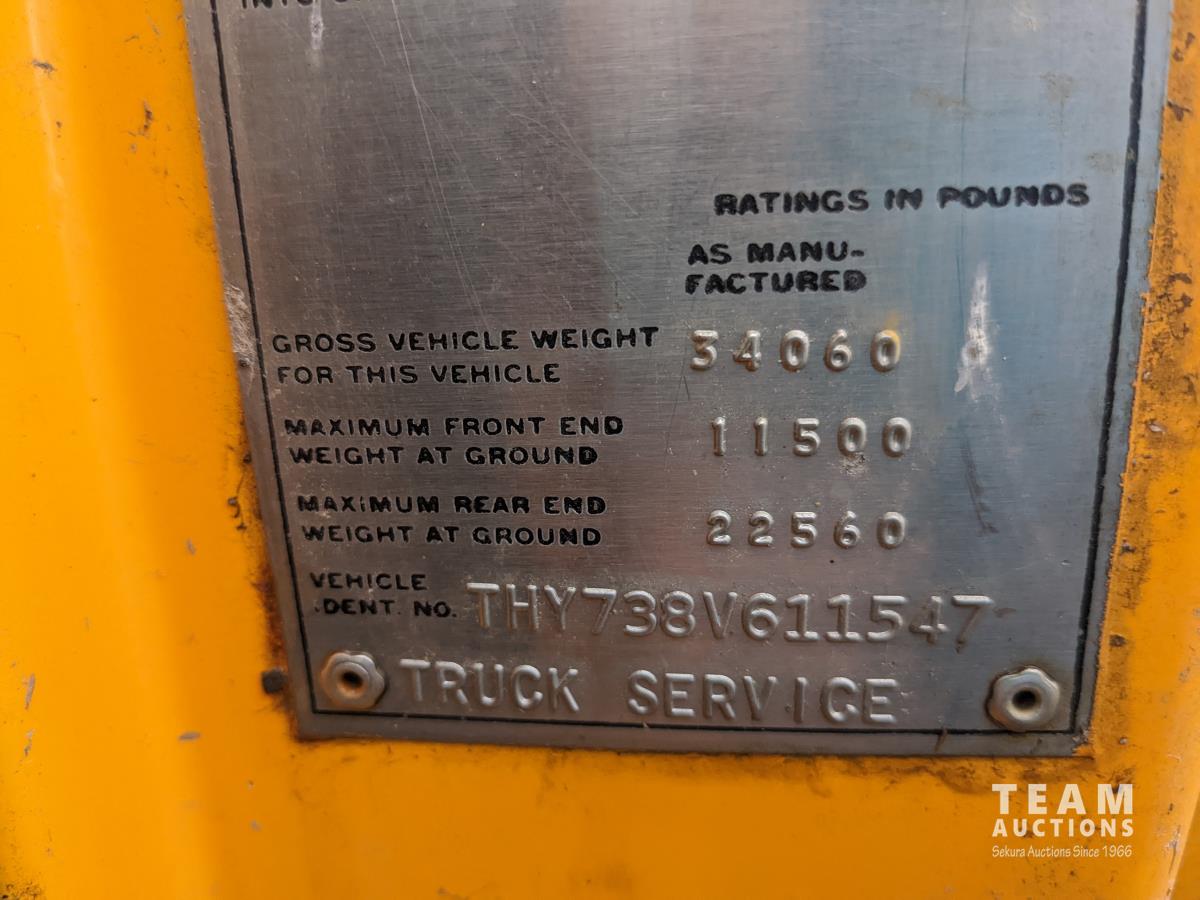 RATINGS IN POUNDS
AS MANU-
FACTURED
GROSS VEHICLE WEIGHT
FOR THIS VEHICLE
34060
MAXIMUM FRONT END
WEIGHT AT GROUND
11500
MAXIMUM REAR END
WEIGHT AT GROUND
22560
VEHICLE
IDENT. NO. THY738V611547
TRUCK SERVICE
TEAM
AUCTIONS
Sekura Auctions Since 1966